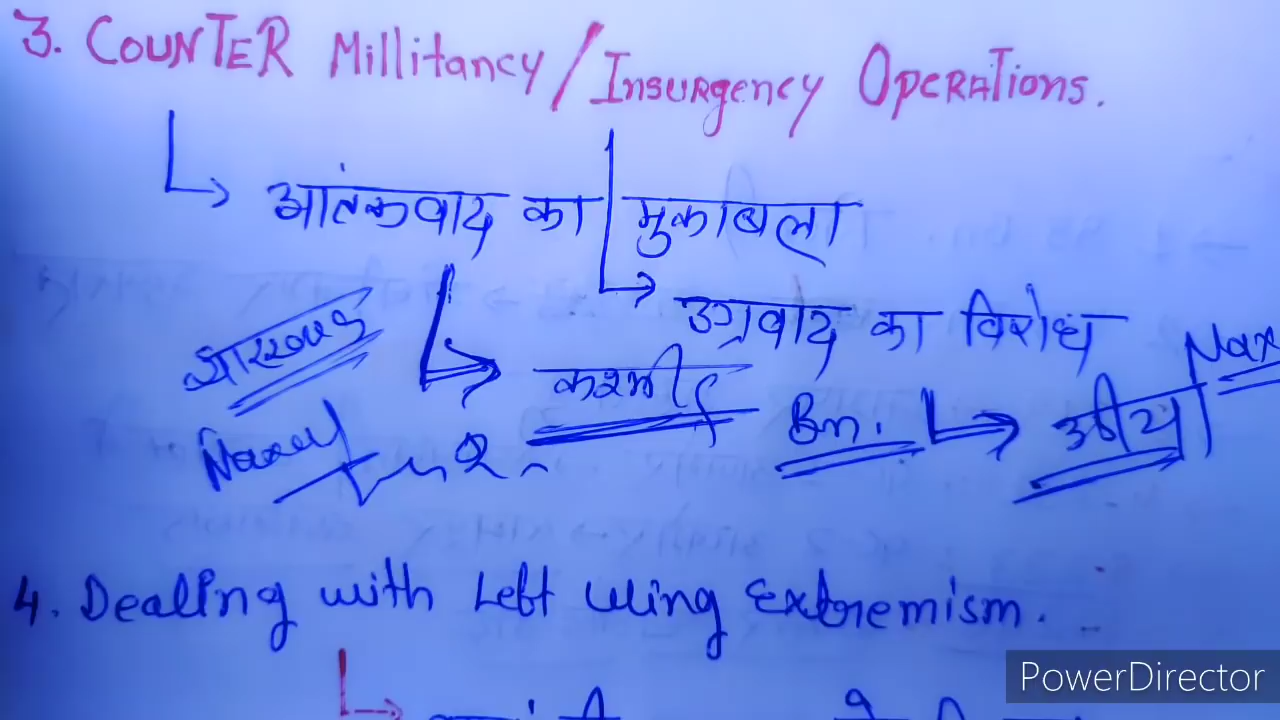 3. COUNTER Millitancy / Insurgency Operations.
आतंकवाद का मुकाबला
उग्रवाद का विरोध
झारखण्ड
कश्मीर
Bn.
4. Dealing with Left wing Extremism.
PowerDirector